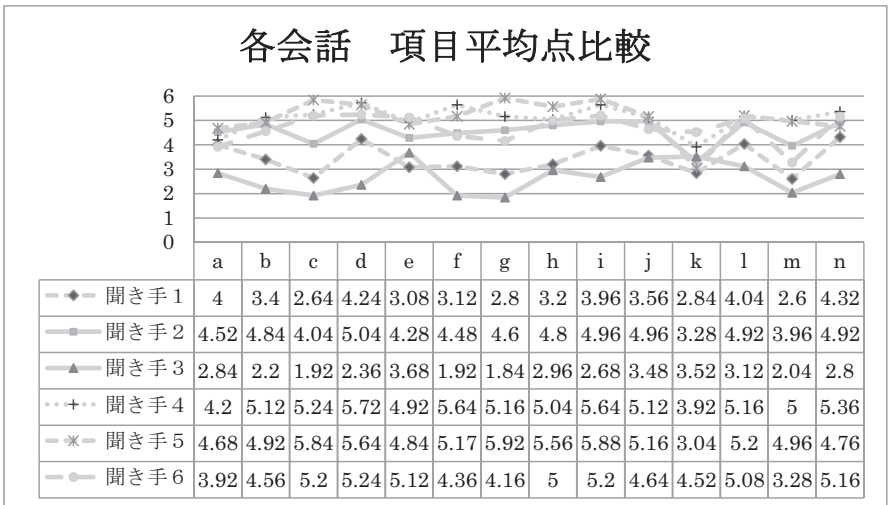 各会話　項目平均点比較
6
5
4
3
2
1
0
a b c d e f g h i j k l m n
聞き手１ 4 3.4 2.64 4.24 3.08 3.12 2.8 3.2 3.96 3.56 2.84 4.04 2.6 4.32
聞き手２ 4.52 4.84 4.04 5.04 4.28 4.48 4.6 4.8 4.96 4.96 3.28 4.92 3.96 4.92
聞き手３ 2.84 2.2 1.92 2.36 3.68 1.92 1.84 2.96 2.68 3.48 3.52 3.12 2.04 2.8
聞き手４ 4.2 5.12 5.24 5.72 4.92 5.64 5.16 5.04 5.64 5.12 3.92 5.16 5 5.36
聞き手５ 4.68 4.92 5.84 5.64 4.84 5.17 5.92 5.56 5.88 5.16 3.04 5.2 4.96 4.76
聞き手６ 3.92 4.56 5.2 5.24 5.12 4.36 4.16 5 5.2 4.64 4.52 5.08 3.28 5.16